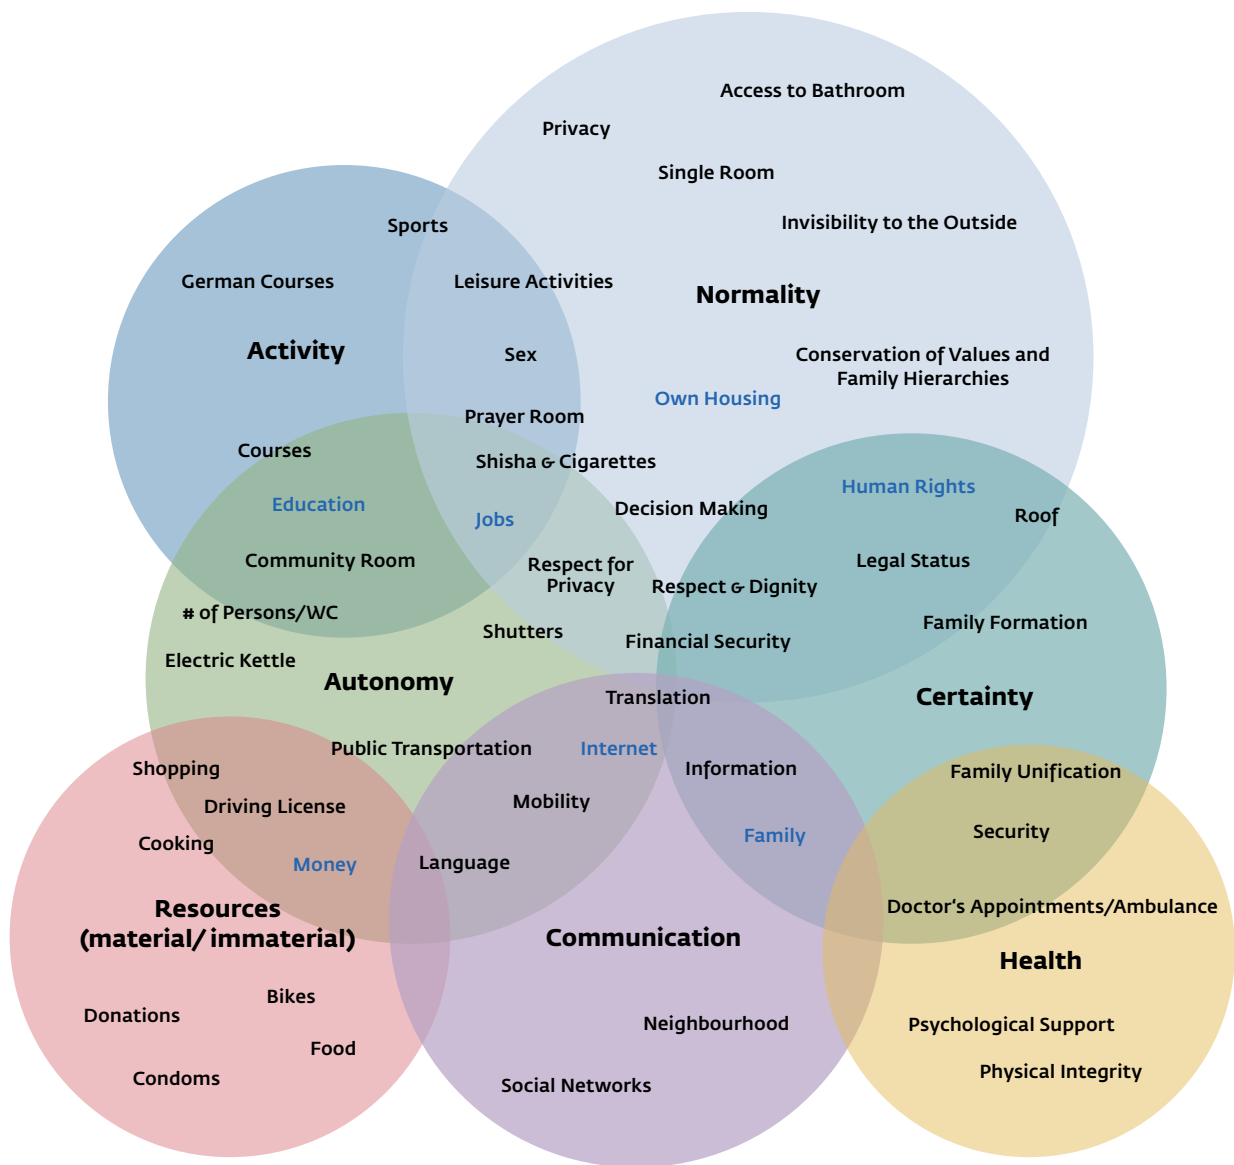 Access to Bathroom
Privacy
Single Room
Invisibility to the Outside
Sports
German Courses
Leisure Activities
Normality
Activity
Sex
Conservation of Values and
Family Hierarchies
Own Housing
Prayer Room
Courses
Shisha & Cigarettes
Human Rights
Education
Jobs
Decision Making
Roof
Community Room
Respect for
Privacy
Legal Status
Respect & Dignity
# of Persons/WC
Shutters
Family Formation
Financial Security
Electric Kettle
Autonomy
Translation
Certainty
Public Transportation
Internet
Shopping
Information
Family Unification
Driving License
Mobility
Cooking
Family
Security
Money
Language
Resources
(material/ immaterial)
Communication
Doctor's Appointments/Ambulance
Health
Bikes
Donations
Neighbourhood
Psychological Support
Food
Condoms
Social Networks
Physical Integrity